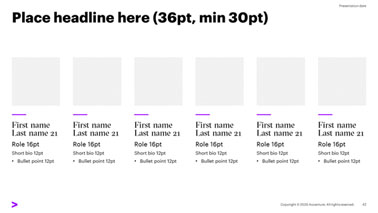 Presentation date
Place headline here (36pt, min 30pt)
First name
Last name 21
Role 16pt
Short bio 12pt
• Bullet point 12pt
First name
Last name 21
Role 16pt
Short bio 12pt
• Bullet point 12pt
First name
Last name 21
Role 16pt
Short bio 12pt
• Bullet point 12pt
First name
Last name 21
Role 16pt
Short bio 12pt
• Bullet point 12pt
First name
Last name 21
Role 16pt
Short bio 12pt
• Bullet point 12pt
First name
Last name 21
Role 16pt
Short bio 12pt
• Bullet point 12pt
Copyright © 2020 Accenture. All rights reserved.